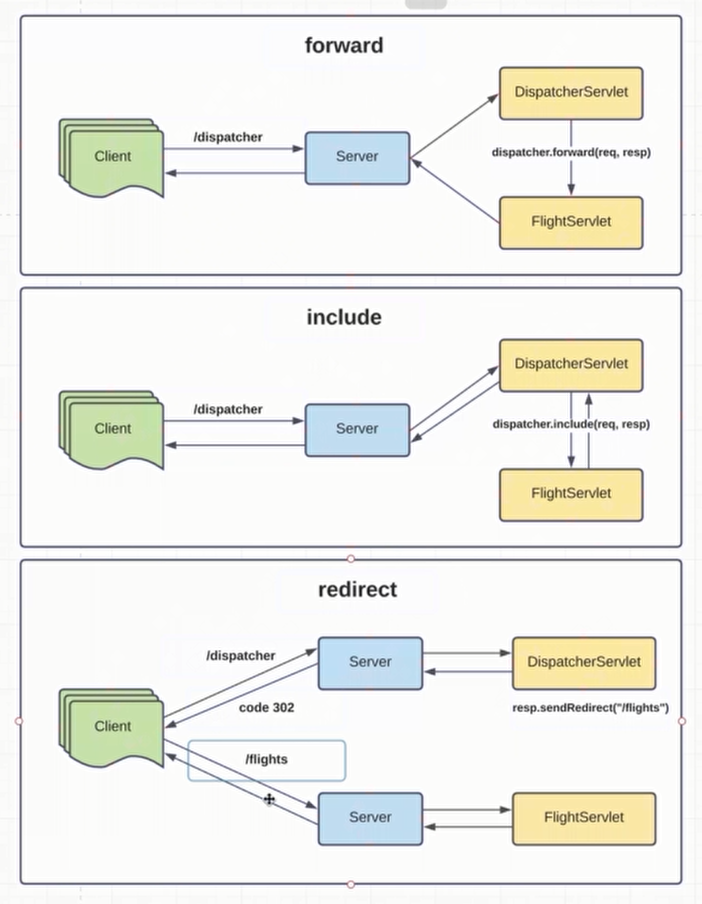 forward
DispatcherServlet
/dispatcher
Client
Server
dispatcher.forward(req, resp)
FlightServlet
include
DispatcherServlet
/dispatcher
Client
Server
dispatcher.include(req, resp)
FlightServlet
redirect
/dispatcher
Server
DispatcherServlet
code 302
resp.sendRedirect("/flights")
Client
/flights
Server
FlightServlet